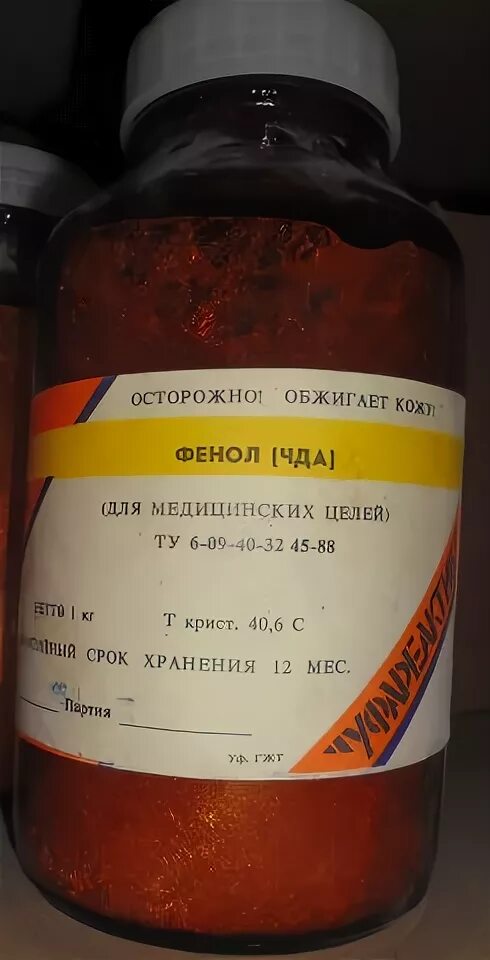 ОСТОРОЖНО! ОБЖИГАЕТ КОЖУ!
ФЕНОЛ [ЧДА]
(ДЛЯ МЕДИЦИНСКИХ ЦЕЛЕЙ)
ТУ 6-09-40-32 45-88
НЕТТО 1 кг Т крист. 40,6 С
СРОК ХРАНЕНИЯ 12 МЕС.
Партия
УФАРЕАКТИВ
Уф. ГЖТ